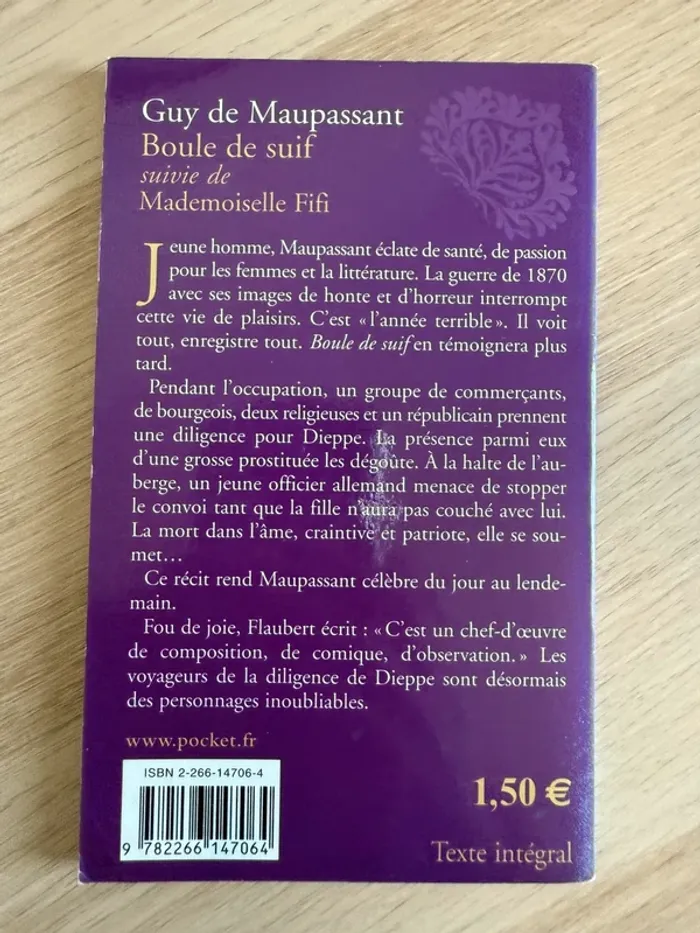 Guy de Maupassant
Boule de suif
suivie de
Mademoiselle Fifi
Jeune homme, Maupassant éclate de santé, de passion
pour les femmes et la littérature. La guerre de 1870
avec ses images de honte et d'horreur interrompt
cette vie de plaisirs. C'est « l'année terrible ». Il voit
tout, enregistre tout. Boule de suif en témoignera plus
tard.
Pendant l'occupation, un groupe de commerçants,
de bourgeois, deux religieuses et un républicain prennent
une diligence pour Dieppe. La présence parmi eux
d'une grosse prostituée les dégoûte. À la halte de l'au-
berge, un jeune officier allemand menace de stopper
le convoi tant que la fille n'aura pas couché avec lui.
La mort dans l'âme, craintive et patriote, elle se sou-
met…
Ce récit rend Maupassant célèbre du jour au lende-
main.
Fou de joie, Flaubert écrit : « C'est un chef-d'œuvre
de composition, de comique, d'observation. » Les
voyageurs de la diligence de Dieppe sont désormais
des personnages inoubliables.
www.pocket.fr
ISBN 2-266-14706-4
9 782266 147064
1,50 €
Texte intégral